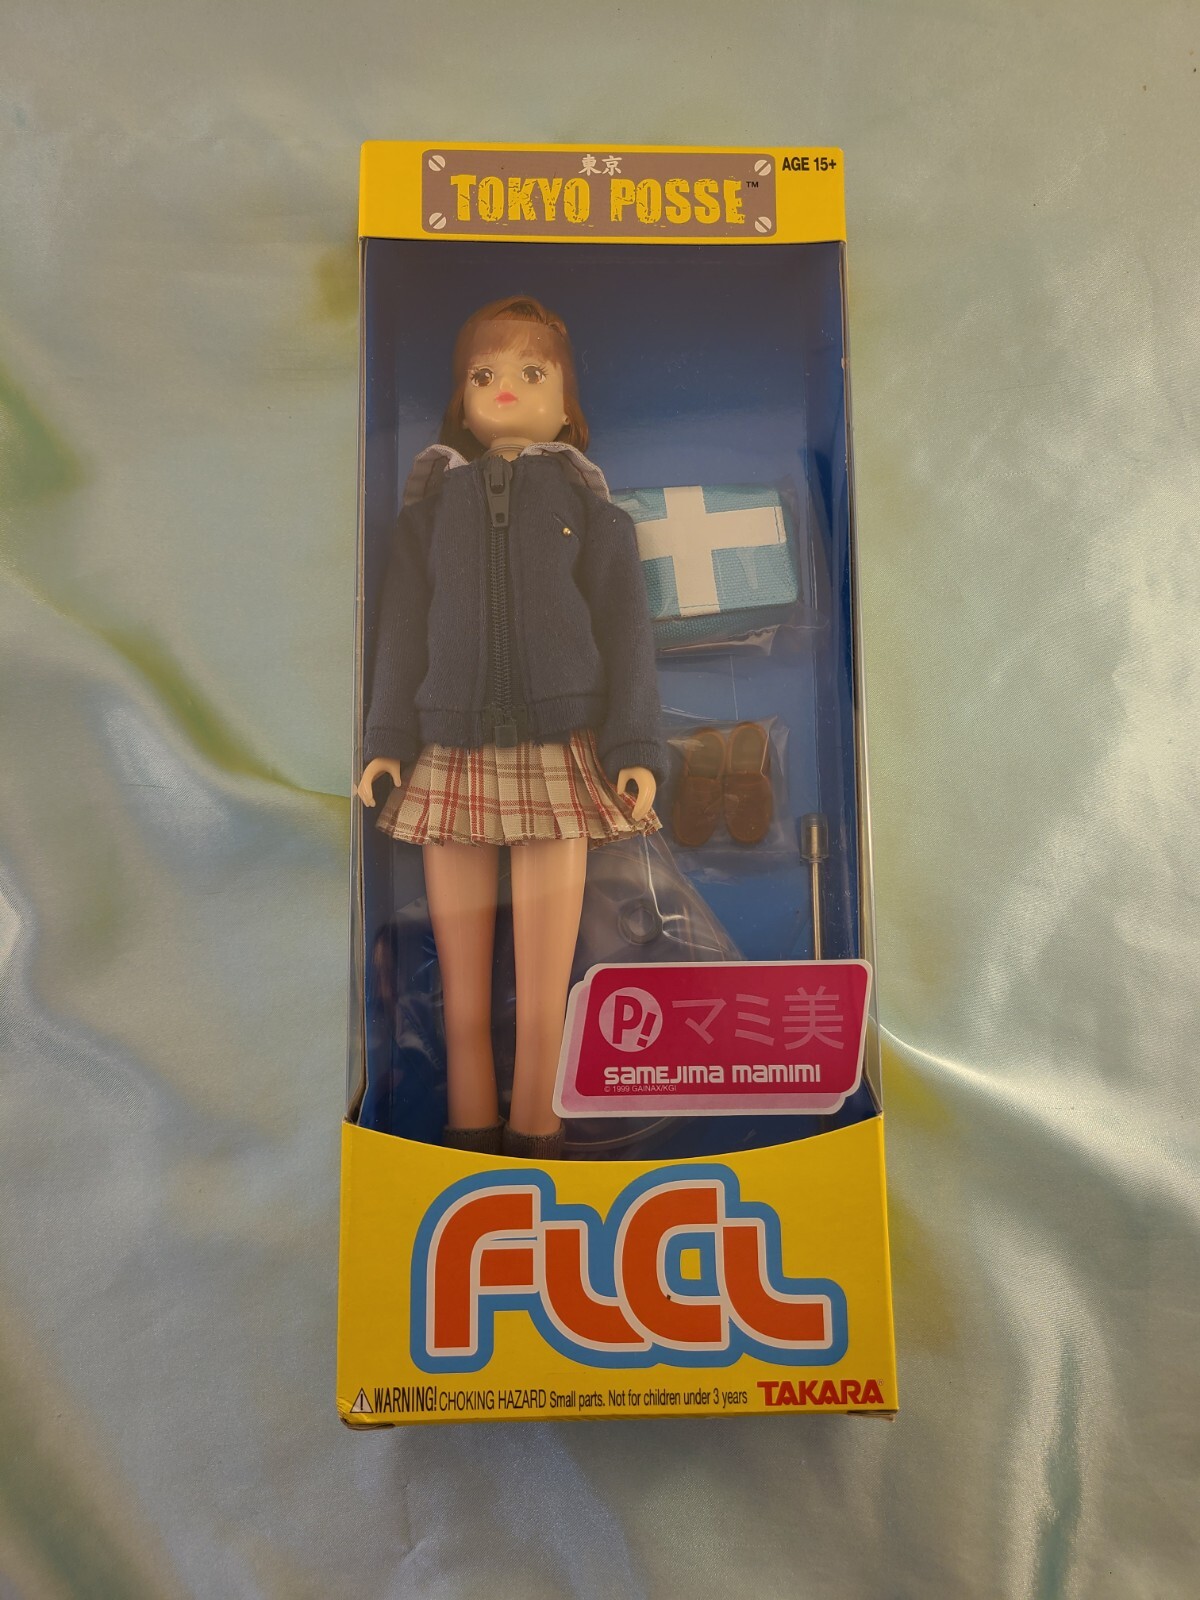 東京
TOKYO POSSE™
AGE 15+
P! マミ美
SAMEJIMA MAMIMI
© 1999 GAINAX/KGI
FLCL
WARNING! CHOKING HAZARD Small parts. Not for children under 3 years
TAKARA